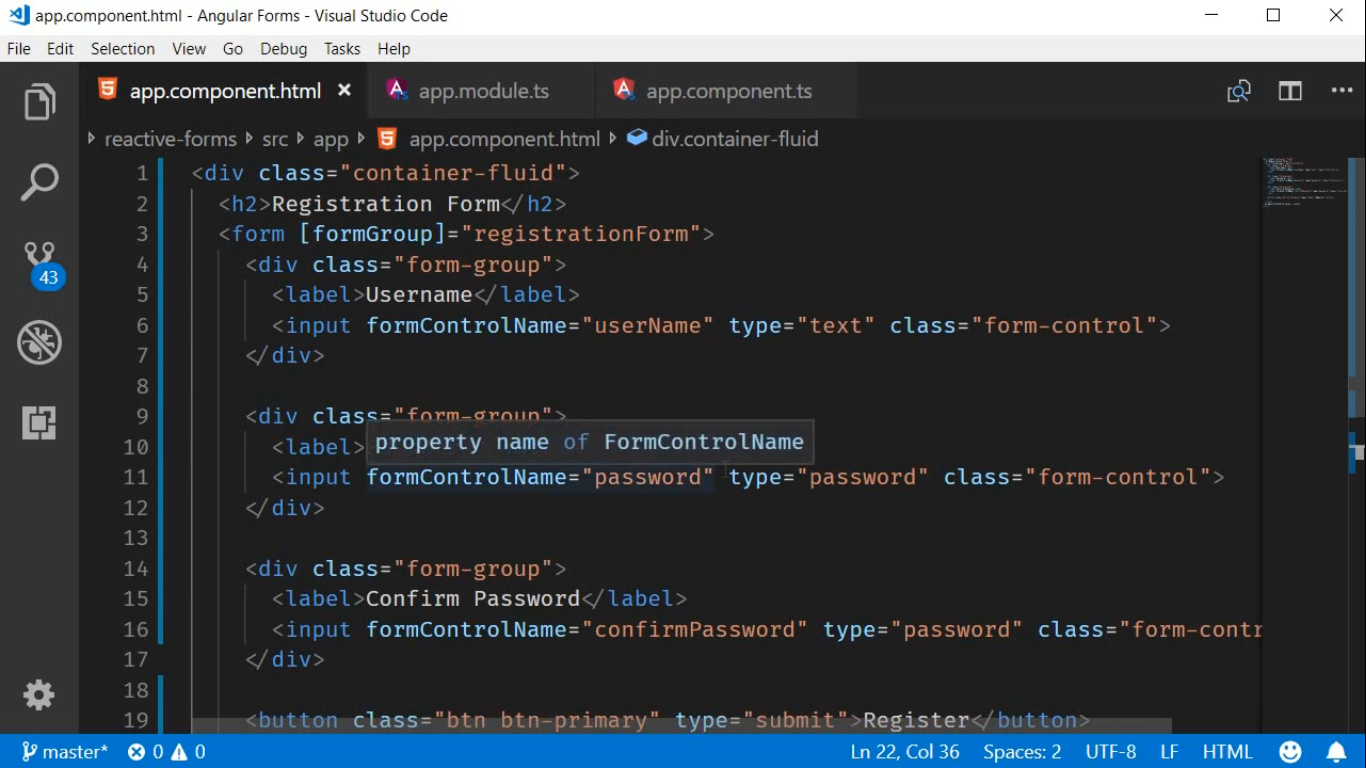 app.component.html - Angular Forms - Visual Studio Code
File Edit Selection View Go Debug Tasks Help
app.component.html app.module.ts app.component.ts
reactive-forms src app app.component.html div.container-fluid
1 <div class="container-fluid">
2 <h2>Registration Form</h2>
3 <form [formGroup]="registrationForm">
4 <div class="form-group">
5 <label>Username</label>
6 <input formControlName="userName" type="text" class="form-control">
7 </div>
8
9 <div class="form-group">
property name of FormControlName
10 <label>
11 <input formControlName="password" type="password" class="form-control">
12 </div>
13
14 <div class="form-group">
15 <label>Confirm Password</label>
16 <input formControlName="confirmPassword" type="password" class="form-contr
17 </div>
18
19 <button class="btn btn-primary" type="submit">Register</button>
43
master* 0 0 Ln 22, Col 36 Spaces: 2 UTF-8 LF HTML